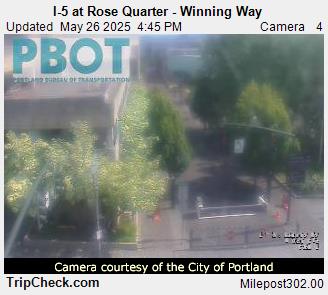 I-5 at Rose Quarter - Winning Way
Updated May 26 2025 4:45 PM Camera 4
PBOT
PORTLAND BUREAU OF TRANSPORTATION
Camera courtesy of the City of Portland
TripCheck.com Milepost302.00